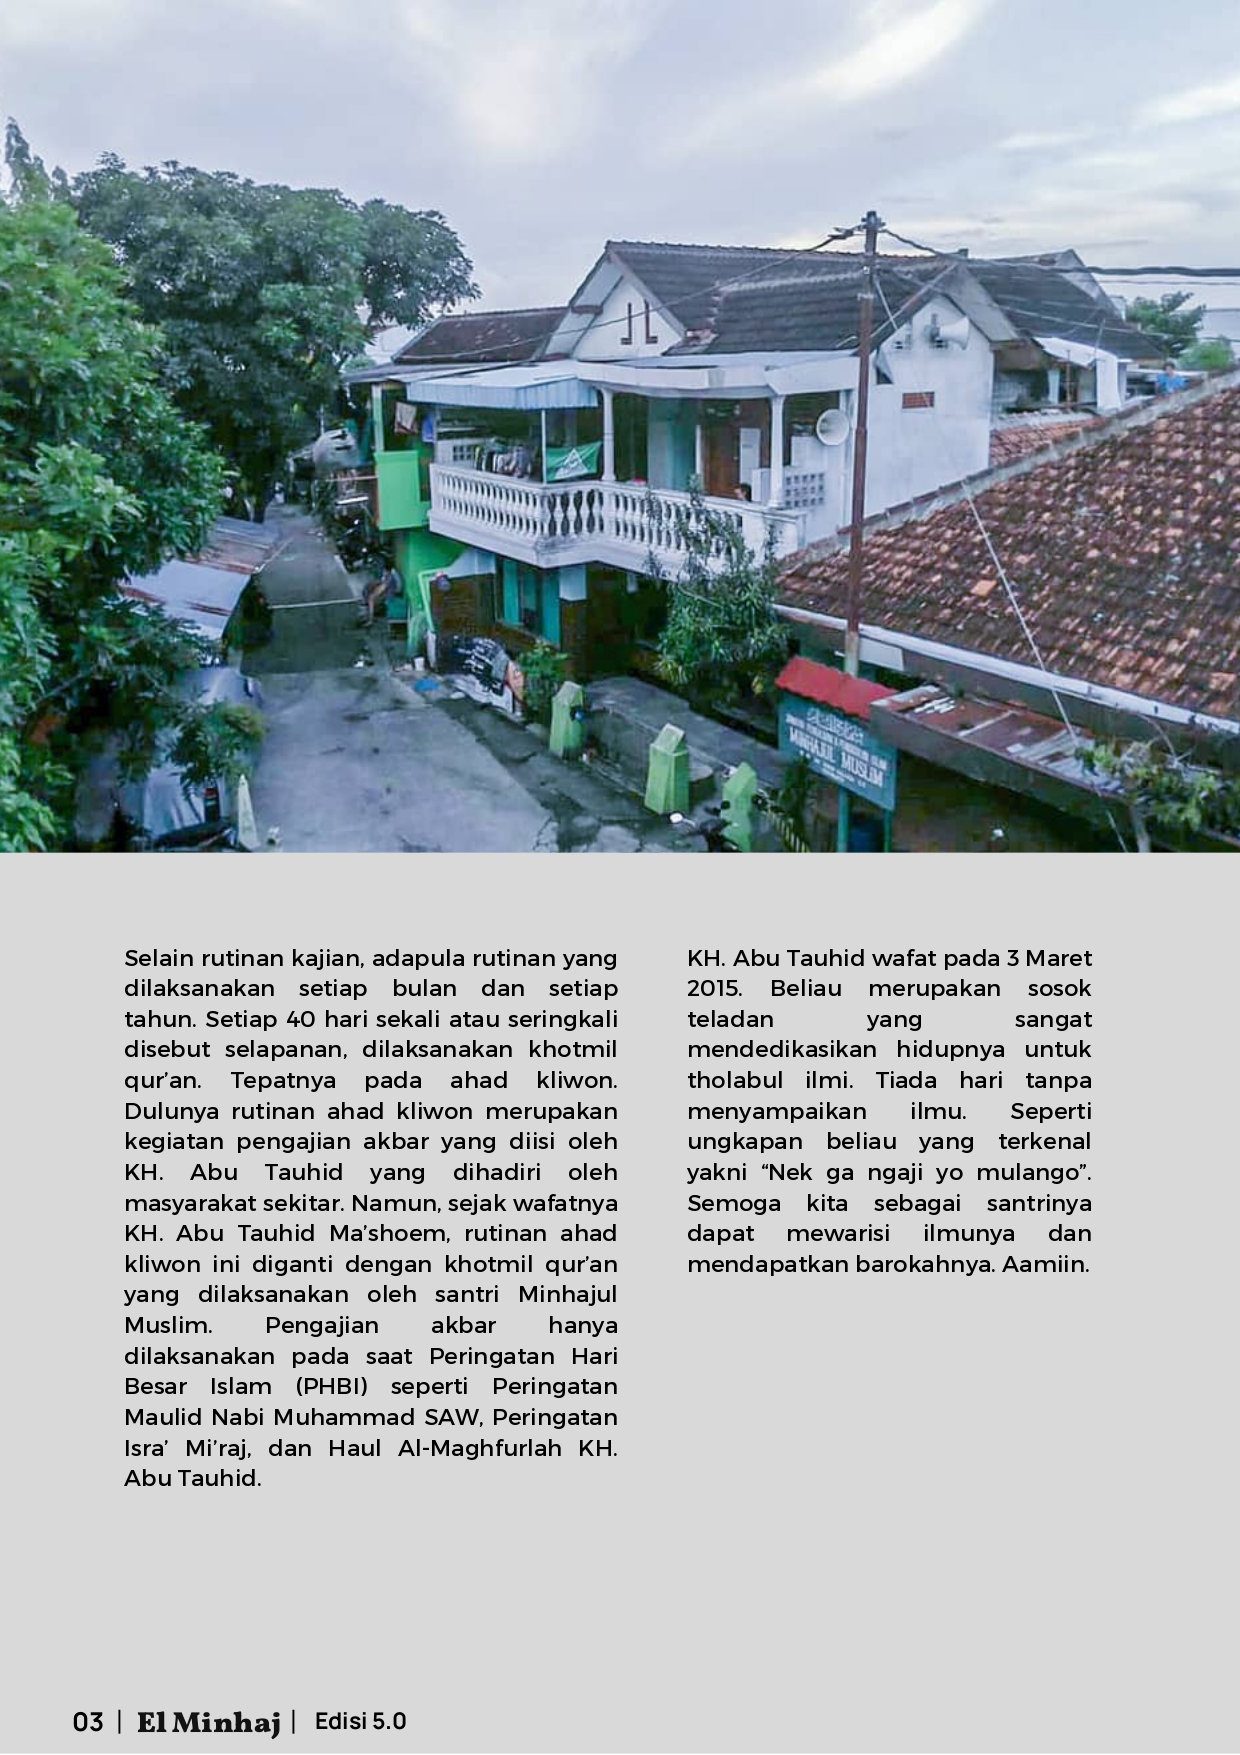 MINHAJUL MUSLIM
Selain rutinan kajian, adapula rutinan yang
dilaksanakan setiap bulan dan setiap
tahun. Setiap 40 hari sekali atau seringkali
disebut selapanan, dilaksanakan khotmil
qur’an. Tepatnya pada ahad kliwon.
Dulunya rutinan ahad kliwon merupakan
kegiatan pengajian akbar yang diisi oleh
KH. Abu Tauhid yang dihadiri oleh
masyarakat sekitar. Namun, sejak wafatnya
KH. Abu Tauhid Ma’shoem, rutinan ahad
kliwon ini diganti dengan khotmil qur’an
yang dilaksanakan oleh santri Minhajul
Muslim. Pengajian akbar hanya
dilaksanakan pada saat Peringatan Hari
Besar Islam (PHBI) seperti Peringatan
Maulid Nabi Muhammad SAW, Peringatan
Isra’ Mi’raj, dan Haul Al-Maghfurlah KH.
Abu Tauhid.
KH. Abu Tauhid wafat pada 3 Maret
2015. Beliau merupakan sosok
teladan yang sangat
mendedikasikan hidupnya untuk
tholabul ilmi. Tiada hari tanpa
menyampaikan ilmu. Seperti
ungkapan beliau yang terkenal
yakni “Nek ga ngaji yo mulango”.
Semoga kita sebagai santrinya
dapat mewarisi ilmunya dan
mendapatkan barokahnya. Aamiin.
03 | El Minhaj | Edisi 5.0